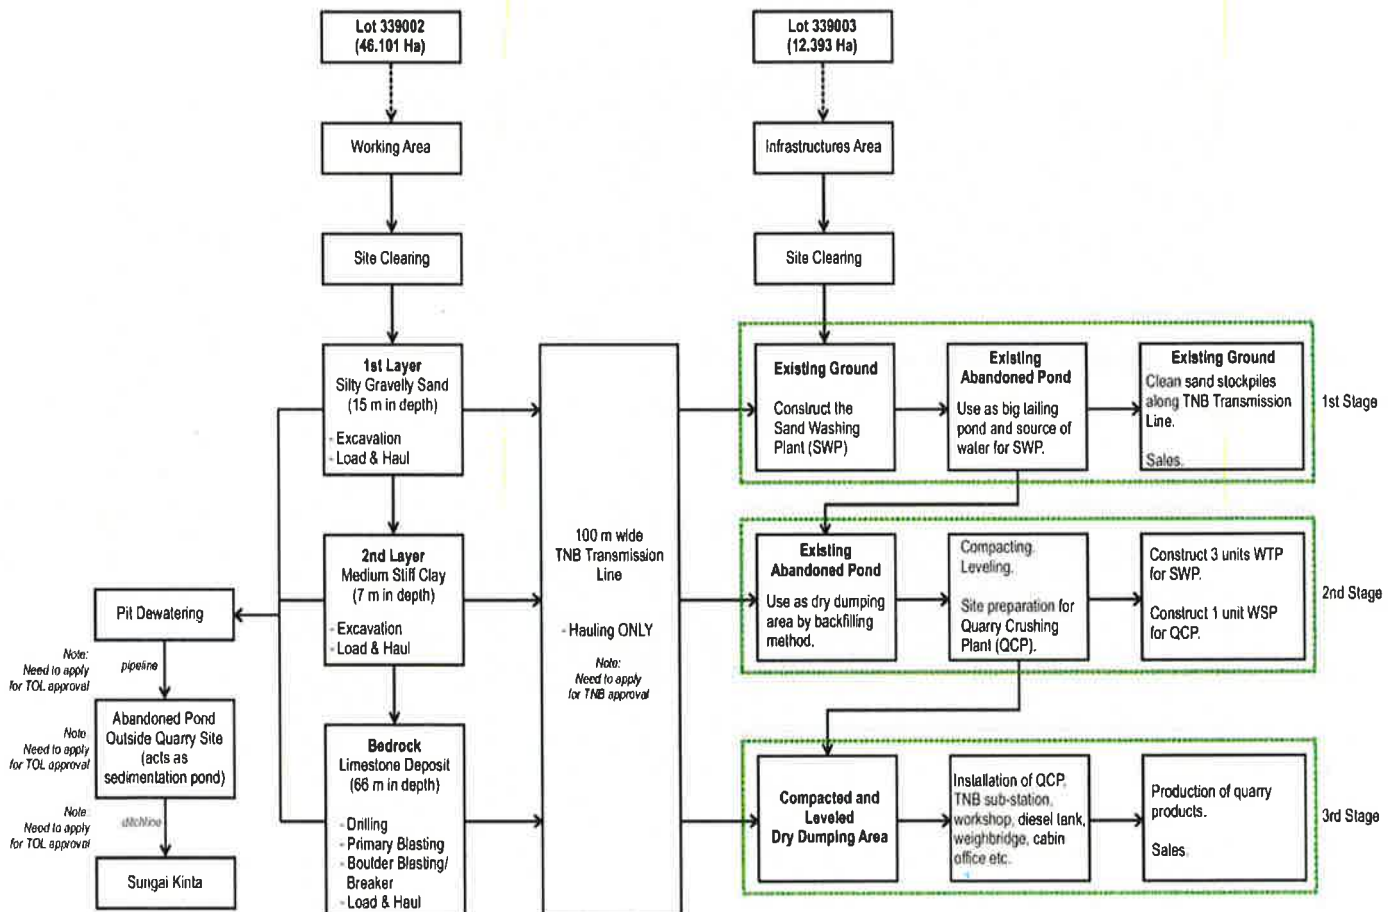 Lot 339002
(46.101 Ha)
Lot 339003
(12.393 Ha)
Working Area
Infrastructures Area
Site Clearing
Site Clearing
1st Layer
Silty Gravelly Sand
(15 m in depth)
- Excavation
- Load & Haul
2nd Layer
Medium Stiff Clay
(7 m in depth)
- Excavation
- Load & Haul
Bedrock
Limestone Deposit
(66 m in depth)
- Drilling
- Primary Blasting
- Boulder Blasting/
Breaker
- Load & Haul
Pit Dewatering
Note:
Need to apply
for TOL approval
pipeline
Abandoned Pond
Outside Quarry Site
(acts as
sedimentation pond)
Note
Need to apply
for TOL approval
Note:
Need to apply
for TOL approval
ditchline
Sungai Kinta
100 m wide
TNB Transmission
Line
- Hauling ONLY
Note:
Need to apply
for TNB approval
Existing Ground
Construct the
Sand Washing
Plant (SWP)
Existing
Abandoned Pond
Use as big tailing
pond and source of
water for SWP.
Existing Ground
Clean sand stockpiles
along TNB Transmission
Line.
Sales.
1st Stage
Existing
Abandoned Pond
Use as dry dumping
area by backfilling
method.
Compacting.
Leveling.
Site preparation for
Quarry Crushing
Plant (QCP).
Construct 3 units WTP
for SWP.
Construct 1 unit WSP
for QCP.
2nd Stage
Compacted and
Leveled
Dry Dumping Area
Installation of QCP,
TNB sub-station,
workshop, diesel tank,
weighbridge, cabin
office etc.
Production of quarry
products.
Sales.
3rd Stage